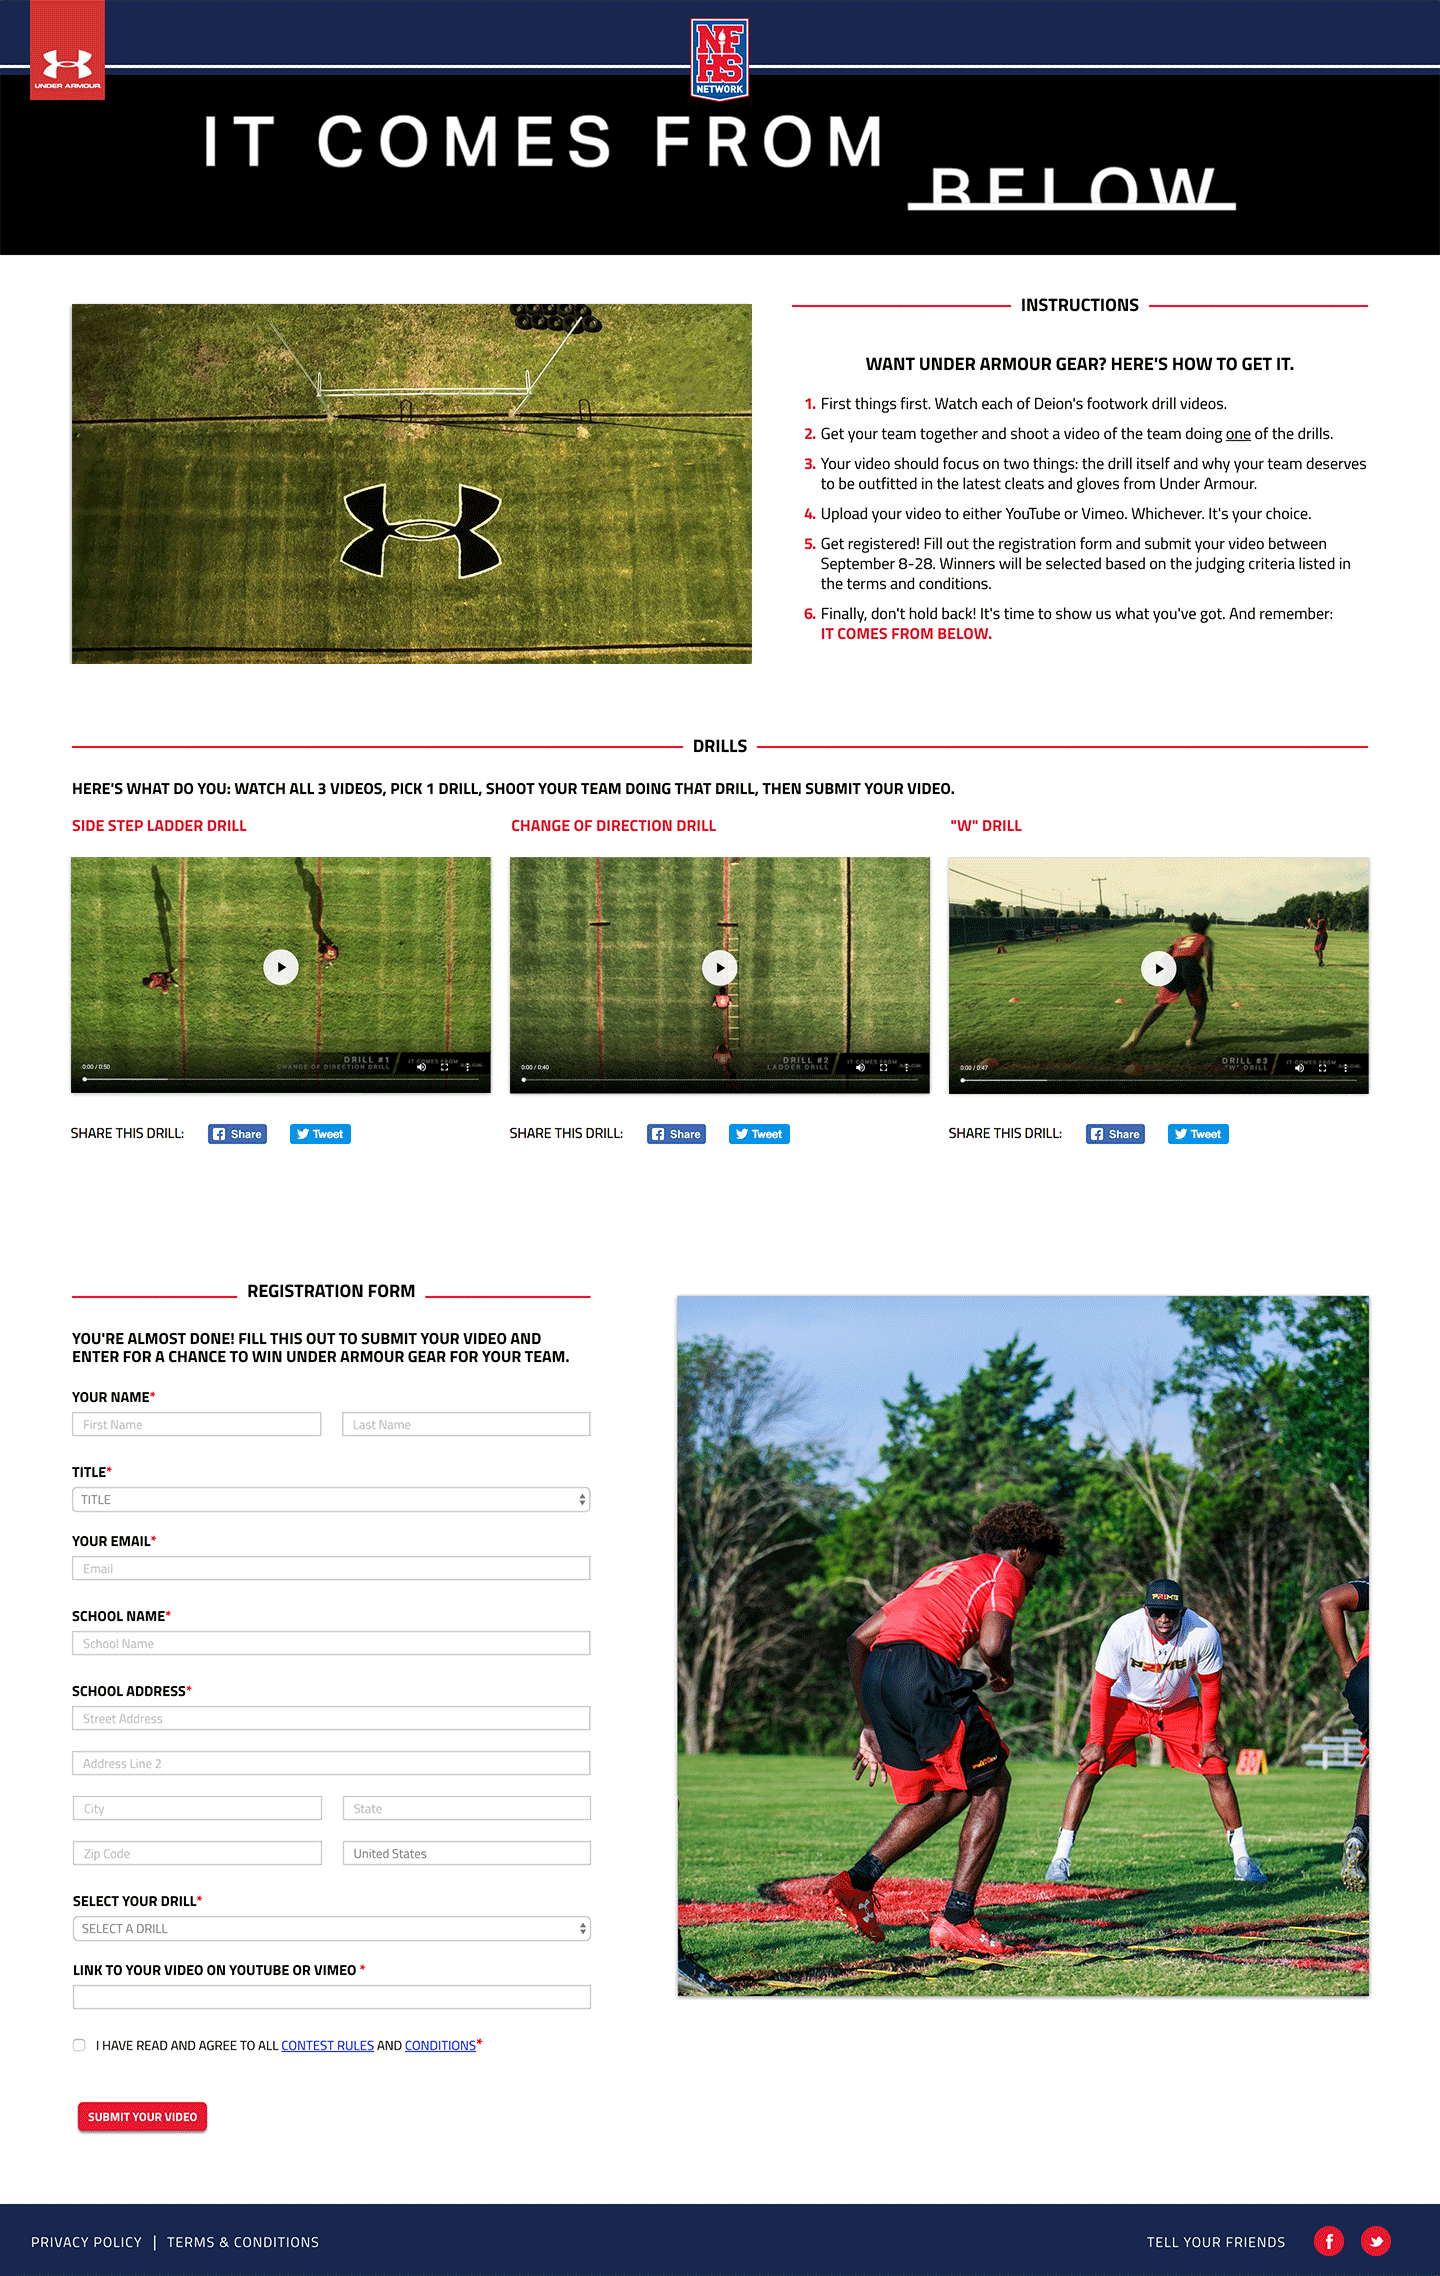 UNDER ARMOUR
NF
HS
NETWORK
IT COMES FROM
BELOW
INSTRUCTIONS
WANT UNDER ARMOUR GEAR? HERE'S HOW TO GET IT.
1. First things first. Watch each of Deion's footwork drill videos.
2. Get your team together and shoot a video of the team doing one of the drills.
3. Your video should focus on two things: the drill itself and why your team deserves
to be outfitted in the latest cleats and gloves from Under Armour.
4. Upload your video to either YouTube or Vimeo. Whichever. It's your choice.
5. Get registered! Fill out the registration form and submit your video between
September 8-28. Winners will be selected based on the judging criteria listed in
the terms and conditions.
6. Finally, don't hold back! It's time to show us what you've got. And remember:
IT COMES FROM BELOW.
DRILLS
HERE'S WHAT DO YOU: WATCH ALL 3 VIDEOS, PICK 1 DRILL, SHOOT YOUR TEAM DOING THAT DRILL, THEN SUBMIT YOUR VIDEO.
SIDE STEP LADDER DRILL
CHANGE OF DIRECTION DRILL
"W" DRILL
DRILL #1
CHANGE OF DIRECTION DRILL
IT COMES FROM
0:00 / 0:50
DRILL #2
LADDER DRILL
IT COMES FROM
0:00 / 0:40
DRILL #3
"W" DRILL
IT COMES FROM
0:00 / 0:47
SHARE THIS DRILL: Share Tweet
SHARE THIS DRILL: Share Tweet
SHARE THIS DRILL: Share Tweet
REGISTRATION FORM
YOU'RE ALMOST DONE! FILL THIS OUT TO SUBMIT YOUR VIDEO AND
ENTER FOR A CHANCE TO WIN UNDER ARMOUR GEAR FOR YOUR TEAM.
YOUR NAME*
First Name
Last Name
TITLE*
TITLE
YOUR EMAIL*
Email
SCHOOL NAME*
School Name
SCHOOL ADDRESS*
Street Address
Address Line 2
City
State
Zip Code
United States
SELECT YOUR DRILL*
SELECT A DRILL
LINK TO YOUR VIDEO ON YOUTUBE OR VIMEO *
I HAVE READ AND AGREE TO ALL CONTEST RULES AND CONDITIONS*
SUBMIT YOUR VIDEO
PRIME
PRIME
PRIVACY POLICY | TERMS & CONDITIONS
TELL YOUR FRIENDS